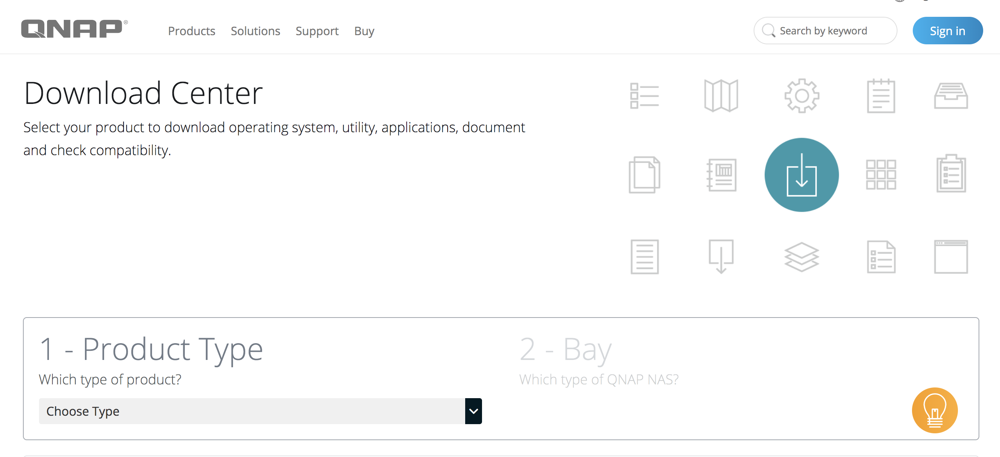 QNAP®
Products Solutions Support Buy
Search by keyword
Sign in
Download Center
Select your product to download operating system, utility, applications, document
and check compatibility.
1 - Product Type
Which type of product?
Choose Type
2 - Bay
Which type of QNAP NAS?